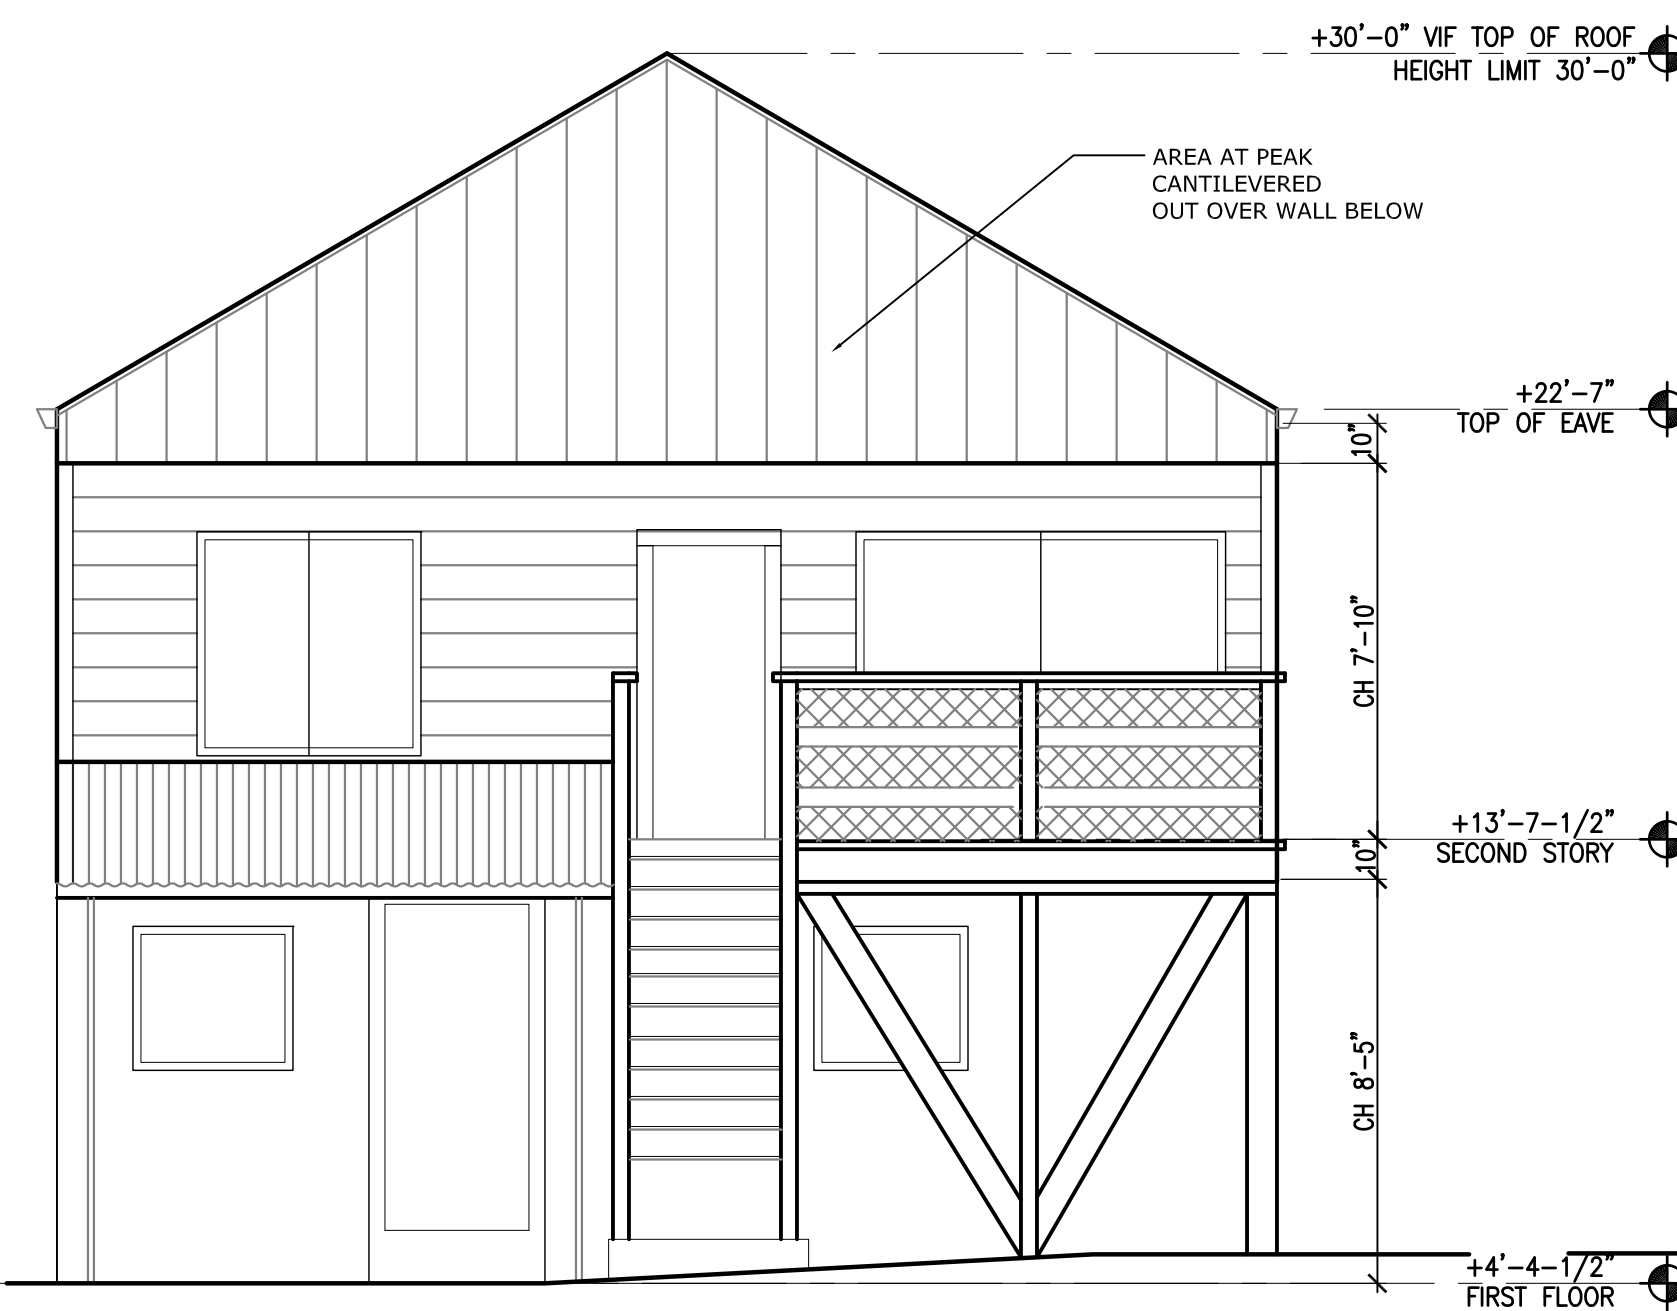 +30'-0" VIF TOP OF ROOF
HEIGHT LIMIT 30'-0"
AREA AT PEAK
CANTILEVERED
OUT OVER WALL BELOW
+22'-7"
TOP OF EAVE
10"
CH 7'-10"
+13'-7-1/2"
SECOND STORY
10"
CH 8'-5"
+4'-4-1/2"
FIRST FLOOR